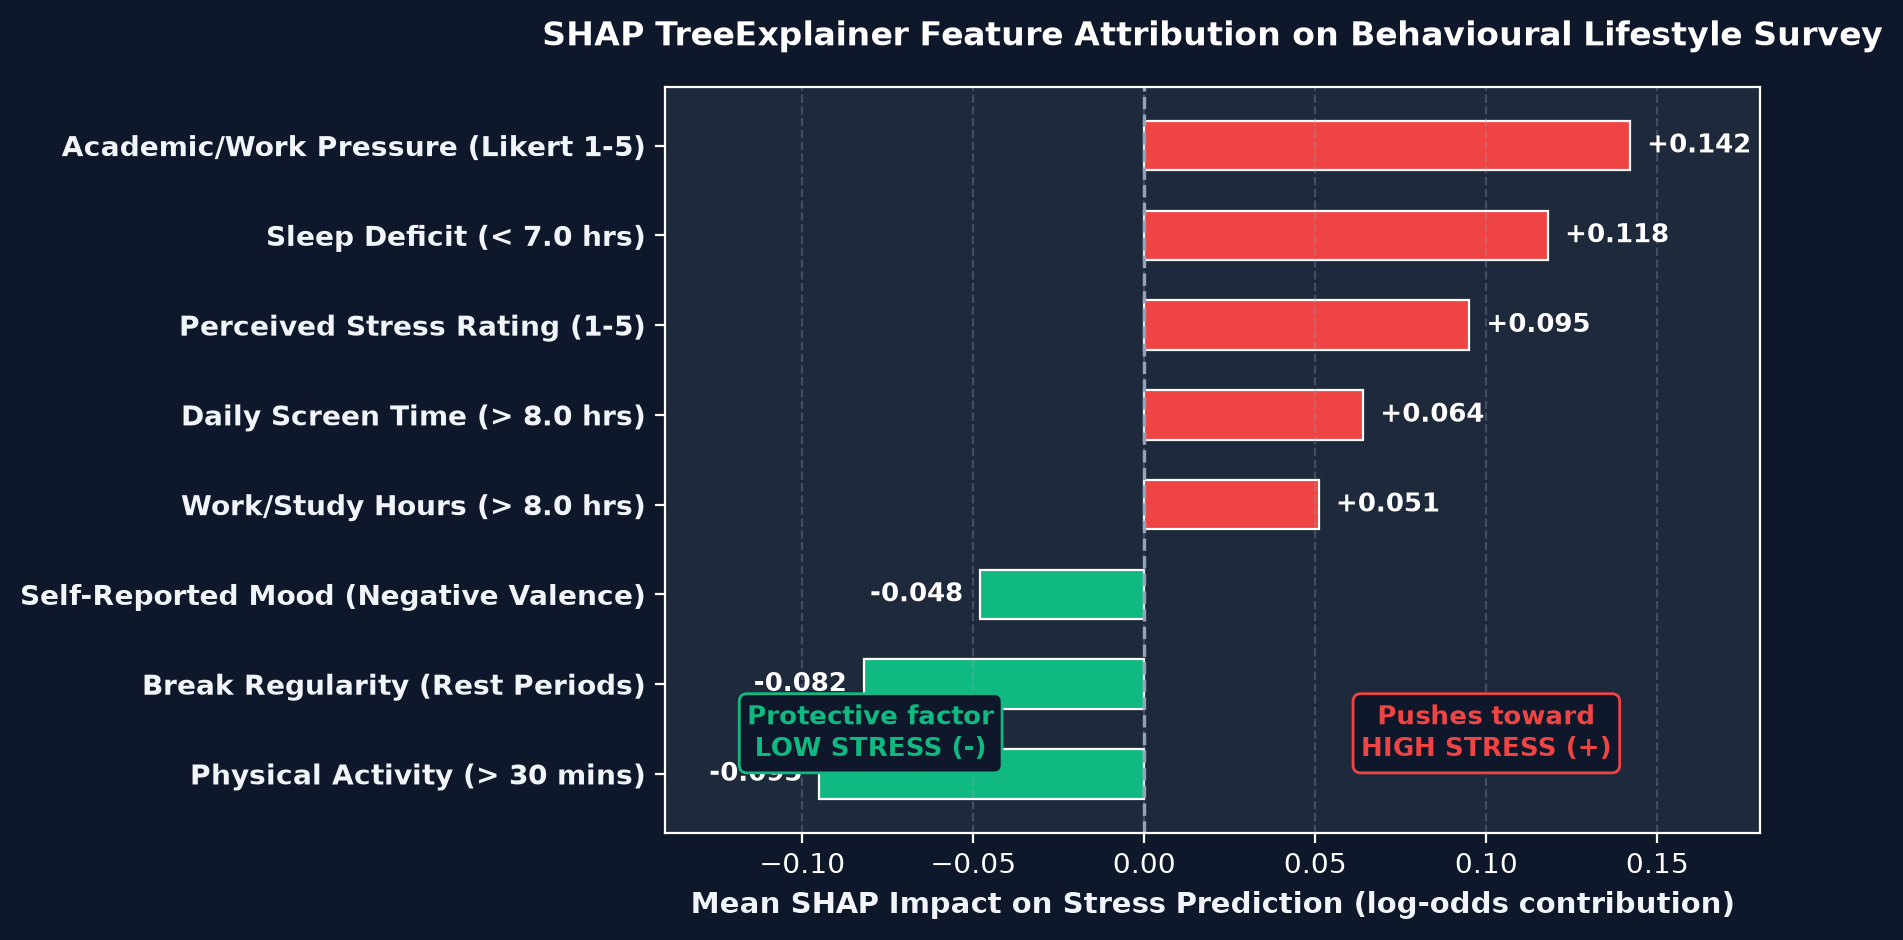 SHAP TreeExplainer Feature Attribution on Behavioural Lifestyle Survey
Academic/Work Pressure (Likert 1-5)
+0.142
Sleep Deficit (< 7.0 hrs)
+0.118
Perceived Stress Rating (1-5)
+0.095
Daily Screen Time (> 8.0 hrs)
+0.064
Work/Study Hours (> 8.0 hrs)
+0.051
Self-Reported Mood (Negative Valence)
-0.048
Break Regularity (Rest Periods)
-0.082
Protective factor
LOW STRESS (-)
Pushes toward
HIGH STRESS (+)
Physical Activity (> 30 mins)
−0.10 −0.05 0.00 0.05 0.10 0.15
Mean SHAP Impact on Stress Prediction (log-odds contribution)